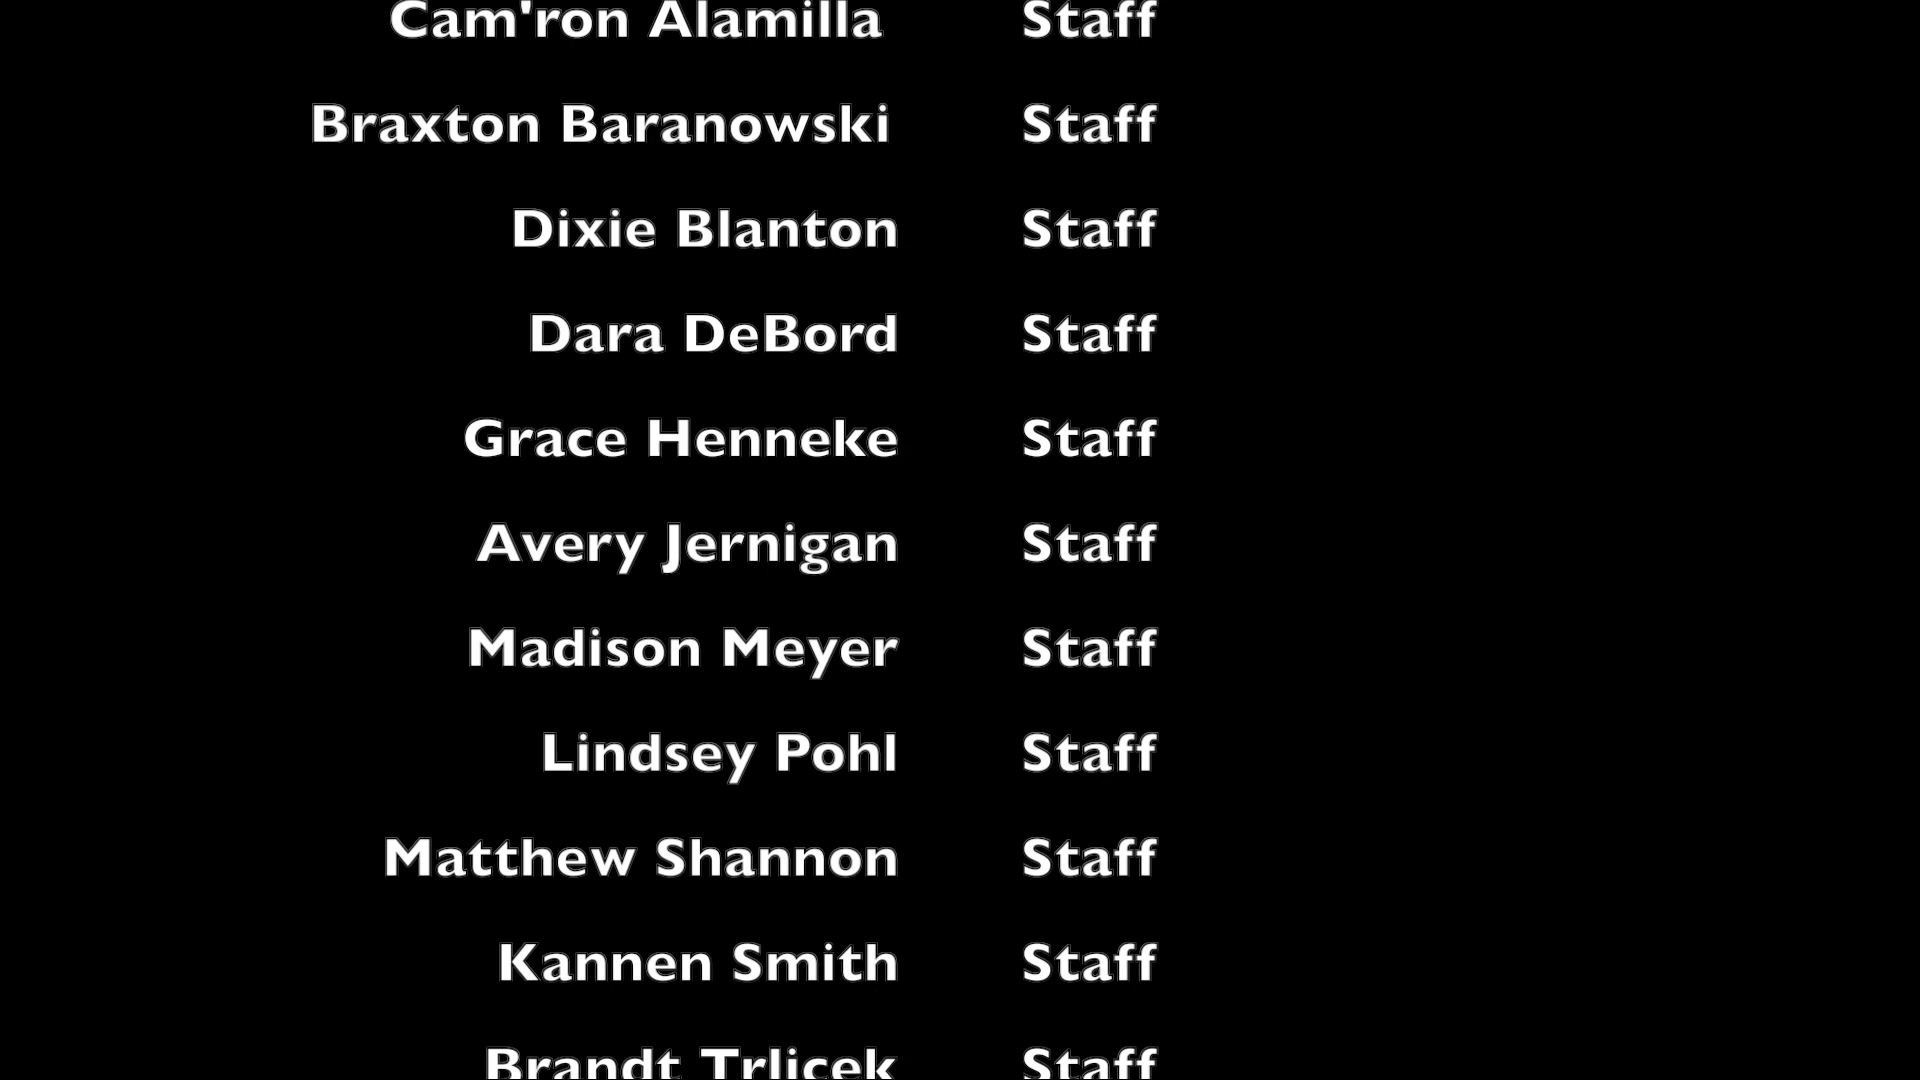 Cam'ron Alamilla Staff
Braxton Baranowski Staff
Dixie Blanton Staff
Dara DeBord Staff
Grace Henneke Staff
Avery Jernigan Staff
Madison Meyer Staff
Lindsey Pohl Staff
Matthew Shannon Staff
Kannen Smith Staff
Brandt Trlicek Staff